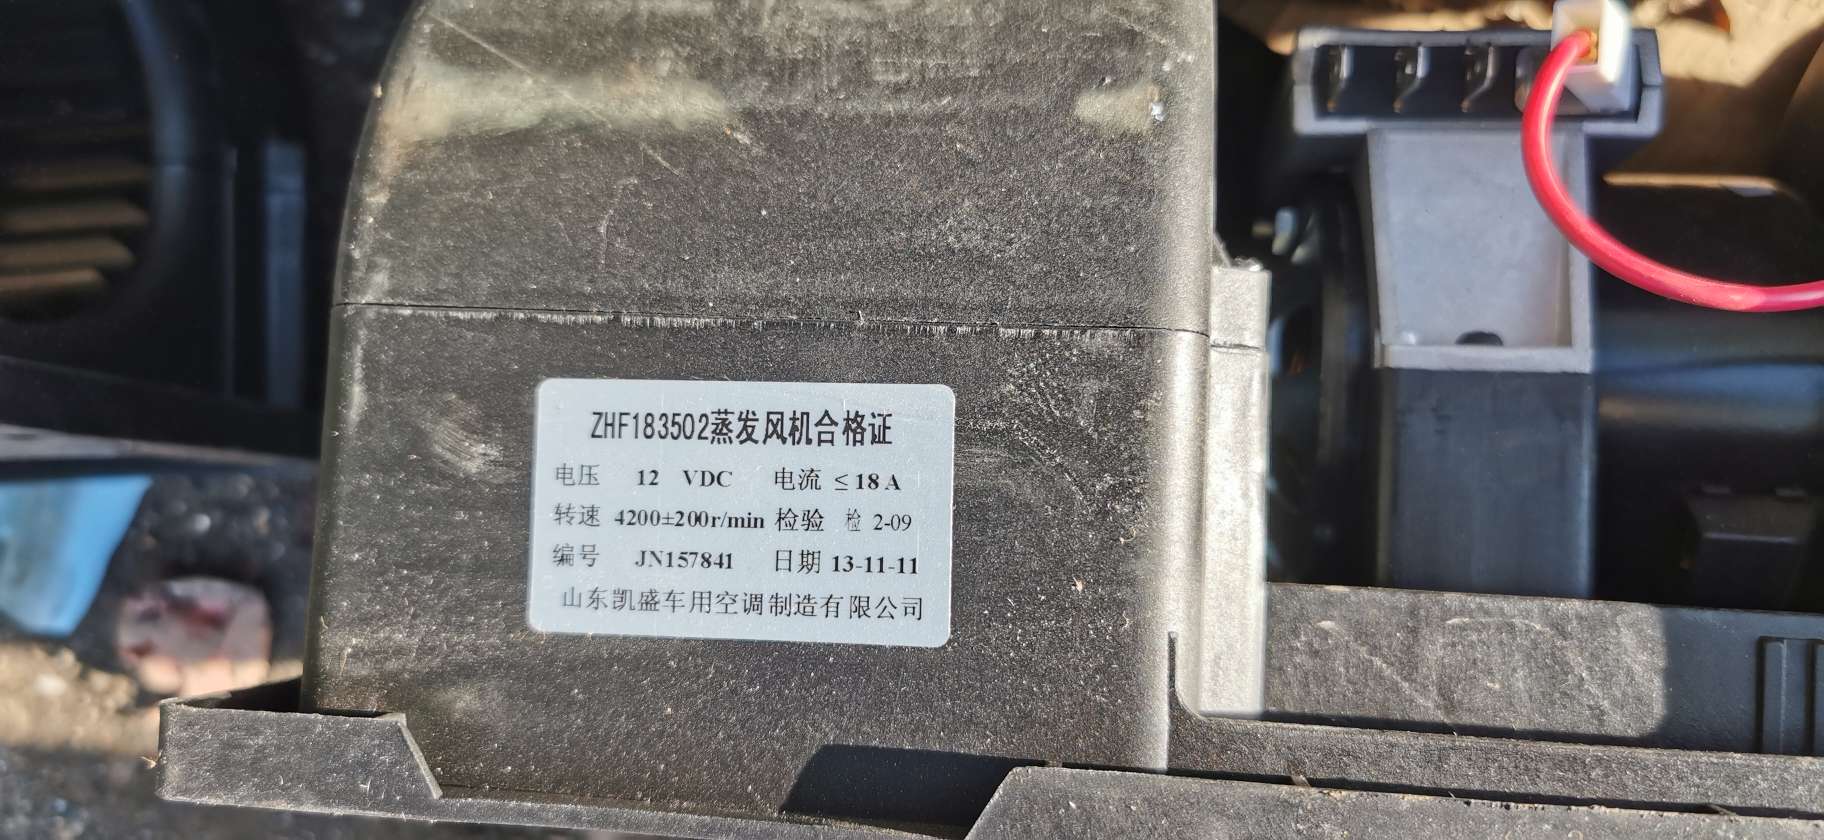 ZHF183502蒸发风机合格证
电压 12 VDC 电流 ≤18A
转速 4200±200r/min 检验 检 2-09
编号 JN157841 日期 13-11-11
山东凯盛车用空调制造有限公司